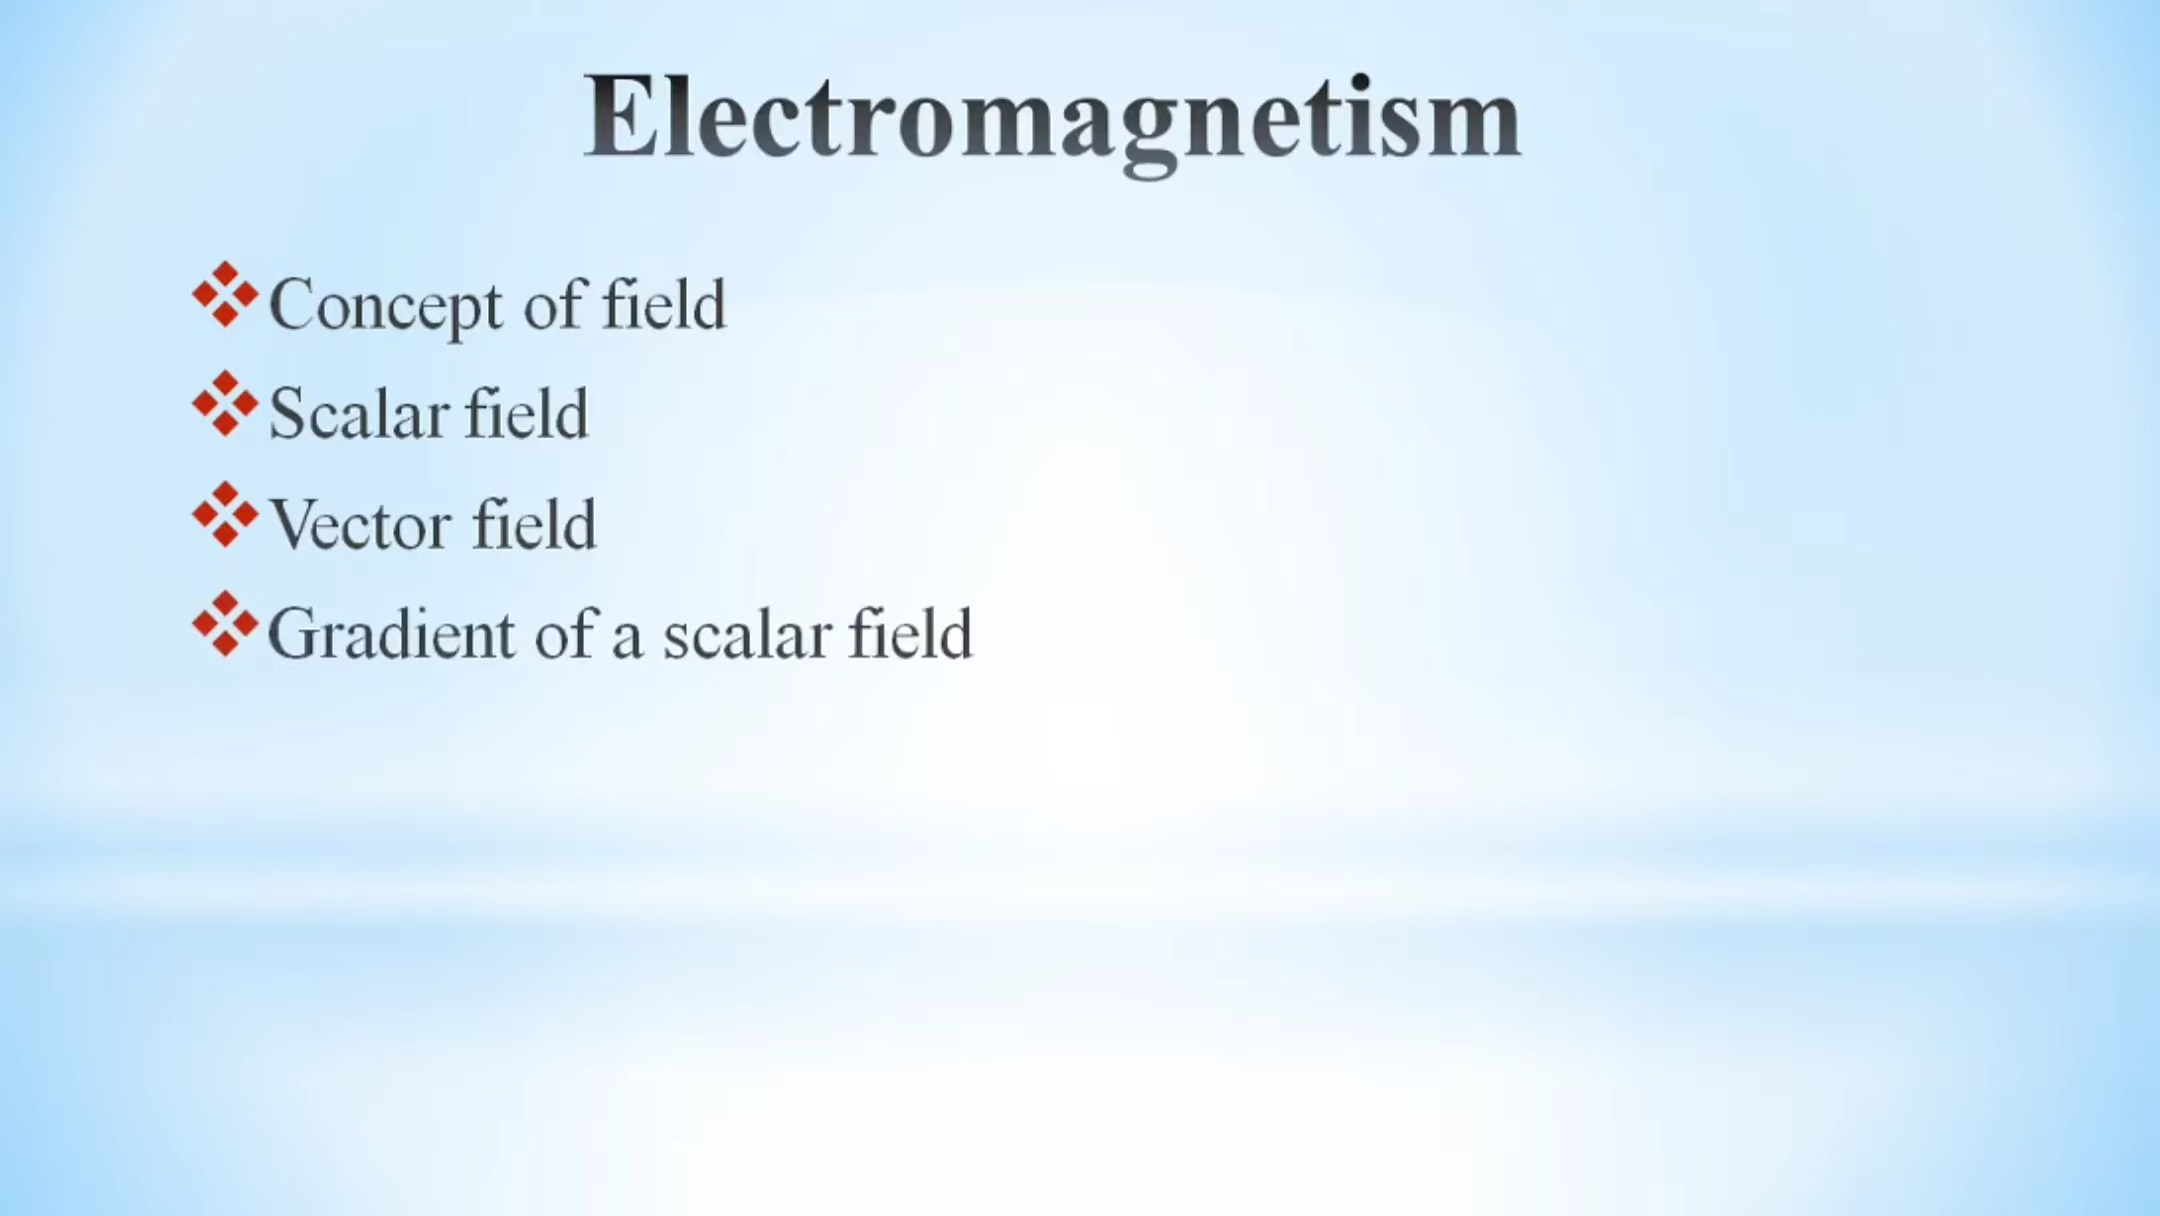 Electromagnetism
Concept of field
Scalar field
Vector field
Gradient of a scalar field